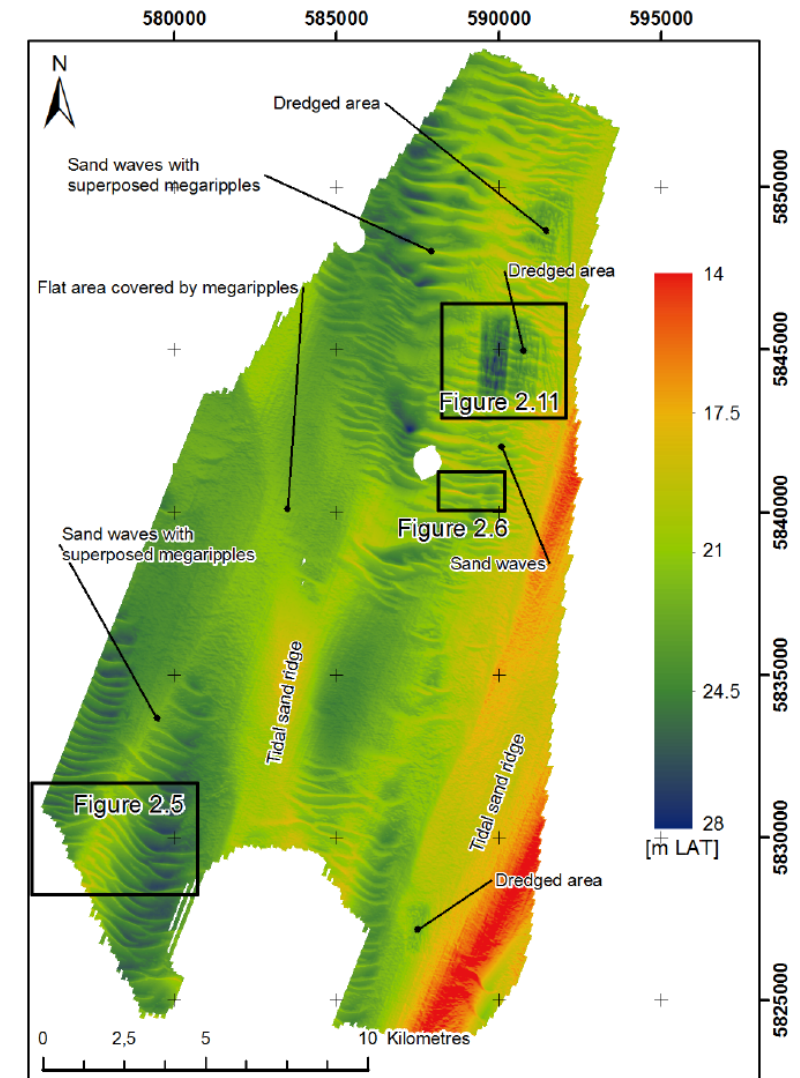 580000
585000
590000
595000
N
Dredged area
Sand waves with
superposed megaripples
5850000
Dredged area
14
Flat area covered by megaripples
5845000
Figure 2.11
17.5
5840000
Figure 2.6
Sand waves with
superposed megaripples
21
Sand waves
Tidal sand ridge
5835000
24.5
Tidal sand ridge
Figure 2.5
28
5830000
[m LAT]
Dredged area
5825000
0
2,5
5
10 Kilometres